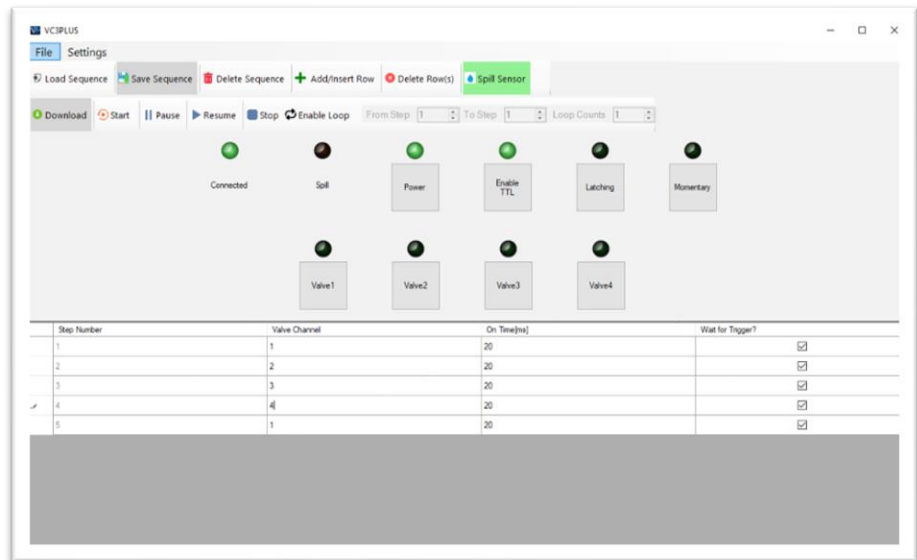 VC3PLUS
File Settings
Load Sequence Save Sequence Delete Sequence Add/Insert Row Delete Row(s) Spill Sensor
Download Start Pause Resume Stop Enable Loop From Step 1 To Step 1 Loop Counts 1
Connected Spill Power Enable TTL Latching Momentary
Valve1 Valve2 Valve3 Valve4
Step Number Valve Channel On Time[ms] Wait for Trigger?
1 1 20
2 2 20
3 3 20
4 4 20
5 1 20